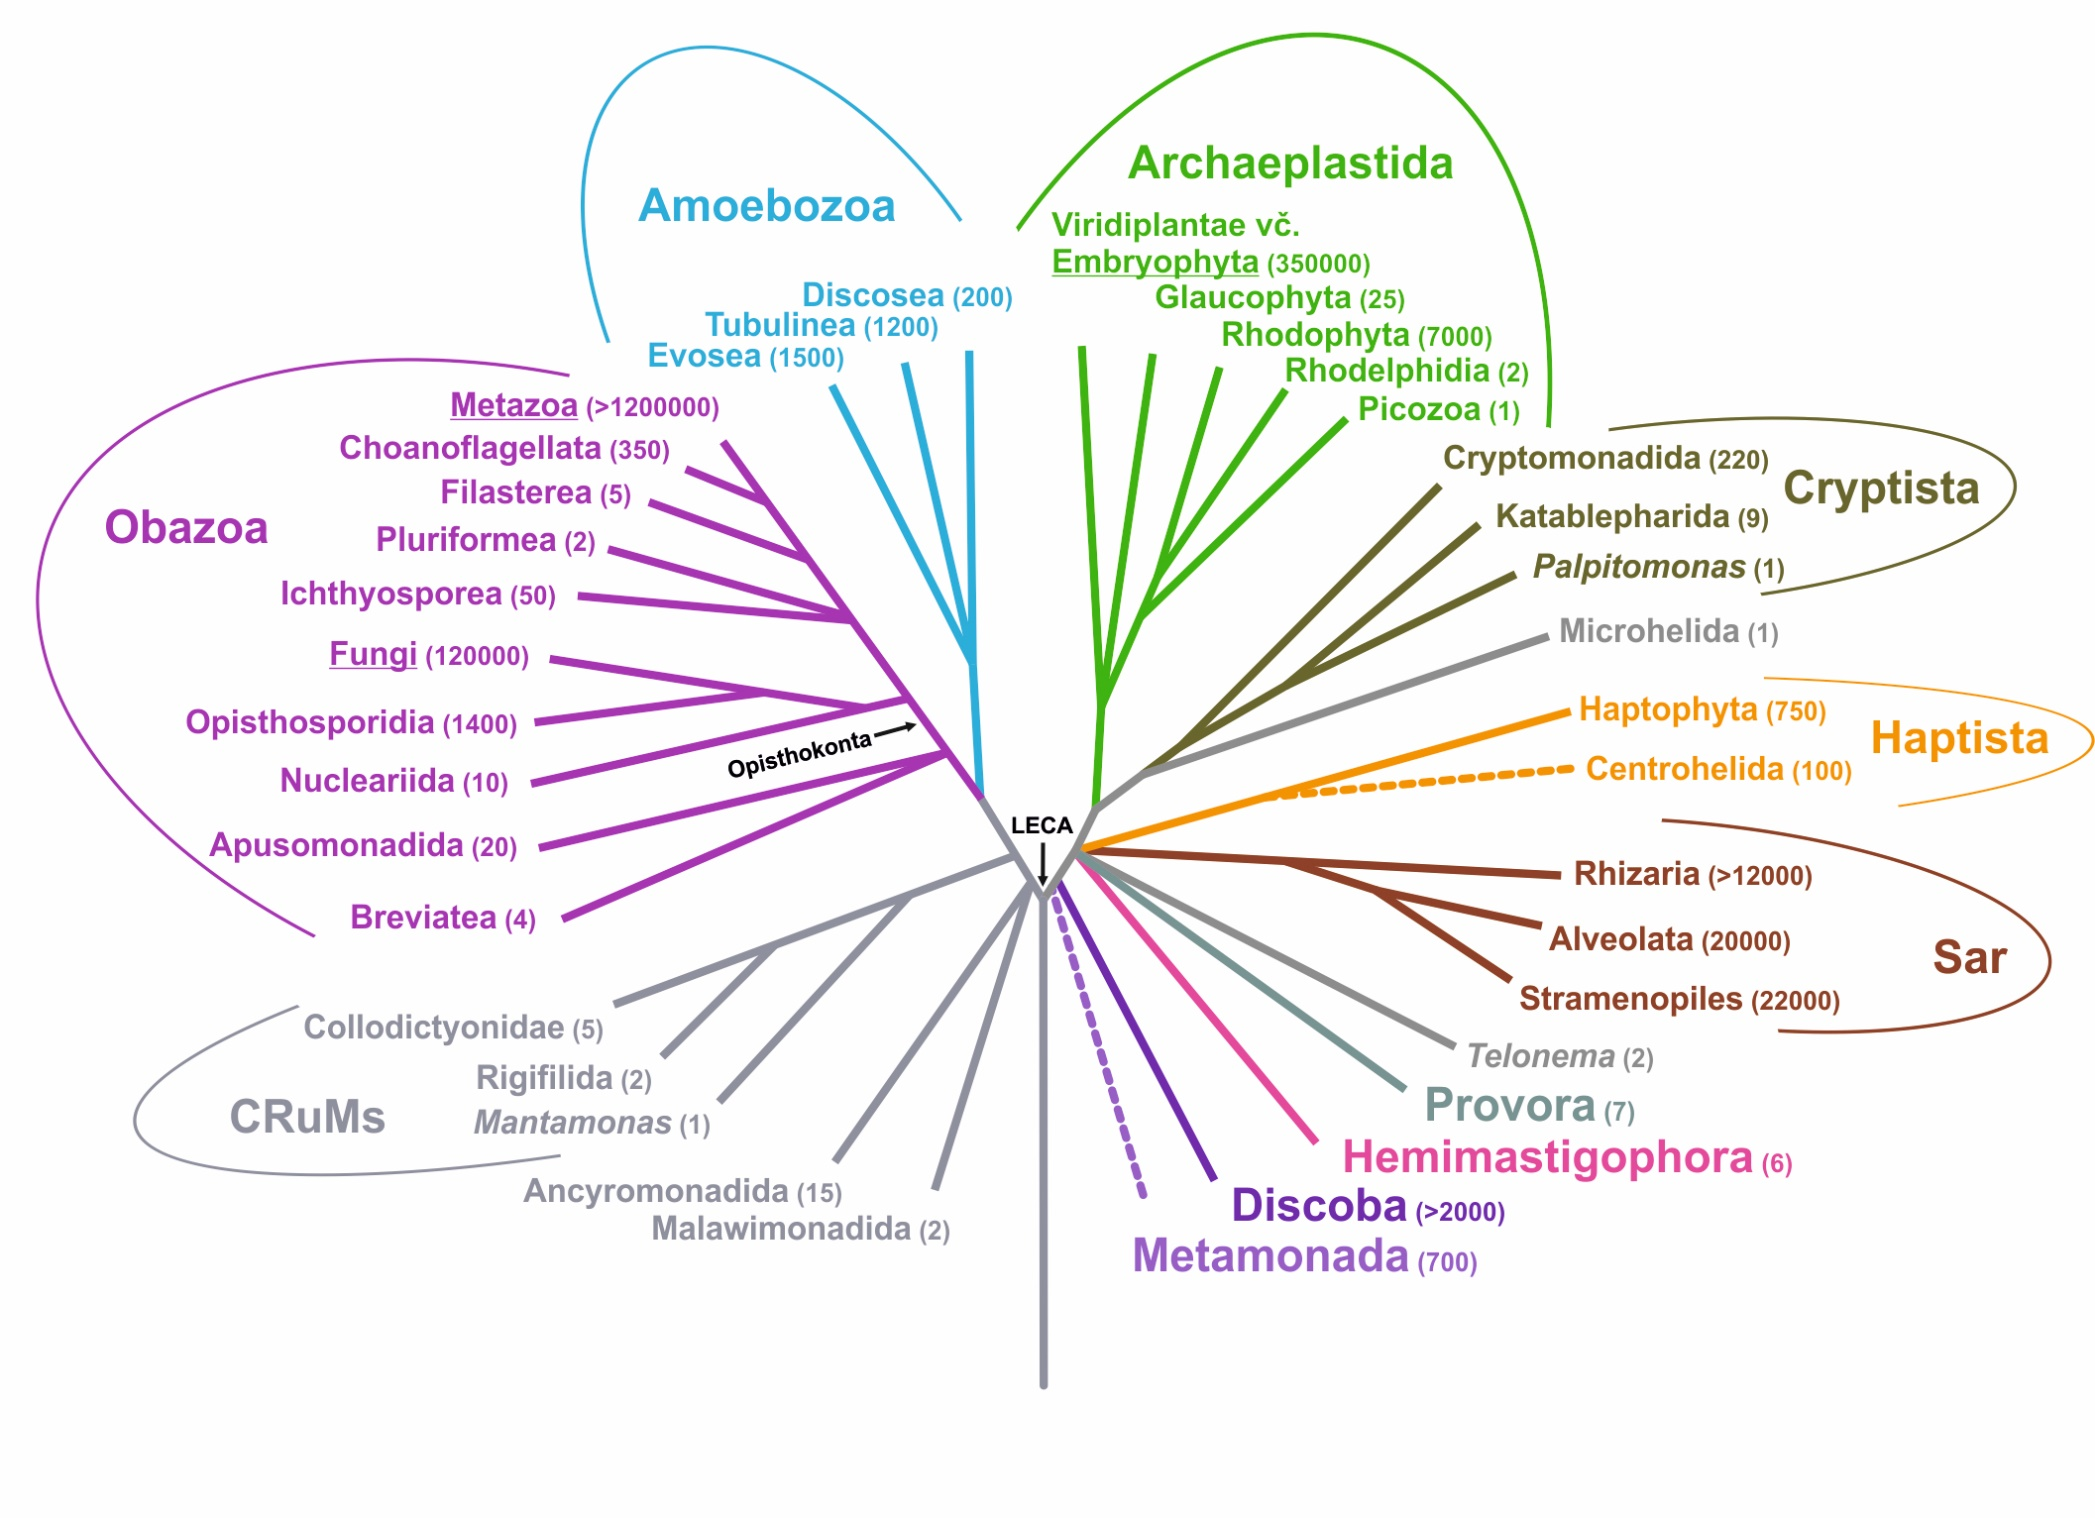 Archaeplastida
Amoebozoa
Viridiplantae vč.
Embryophyta (350000)
Discosea (200)
Glaucophyta (25)
Tubulinea (1200)
Rhodophyta (7000)
Evosea (1500)
Rhodelphidia (2)
Metazoa (>1200000)
Picozoa (1)
Choanoflagellata (350)
Cryptomonadida (220)
Cryptista
Filasterea (5)
Katablepharida (9)
Obazoa
Pluriformea (2)
Palpitomonas (1)
Ichthyosporea (50)
Microhelida (1)
Fungi (120000)
Haptophyta (750)
Opisthosporidia (1400)
Haptista
Opisthokonta
Centrohelida (100)
Nucleariida (10)
LECA
Apusomonadida (20)
Rhizaria (>12000)
Breviatea (4)
Alveolata (20000)
Sar
Stramenopiles (22000)
Collodictyonidae (5)
Telonema (2)
Rigifilida (2)
Provora (7)
CRuMs
Mantamonas (1)
Hemimastigophora (6)
Ancyromonadida (15)
Discoba (>2000)
Malawimonadida (2)
Metamonada (700)